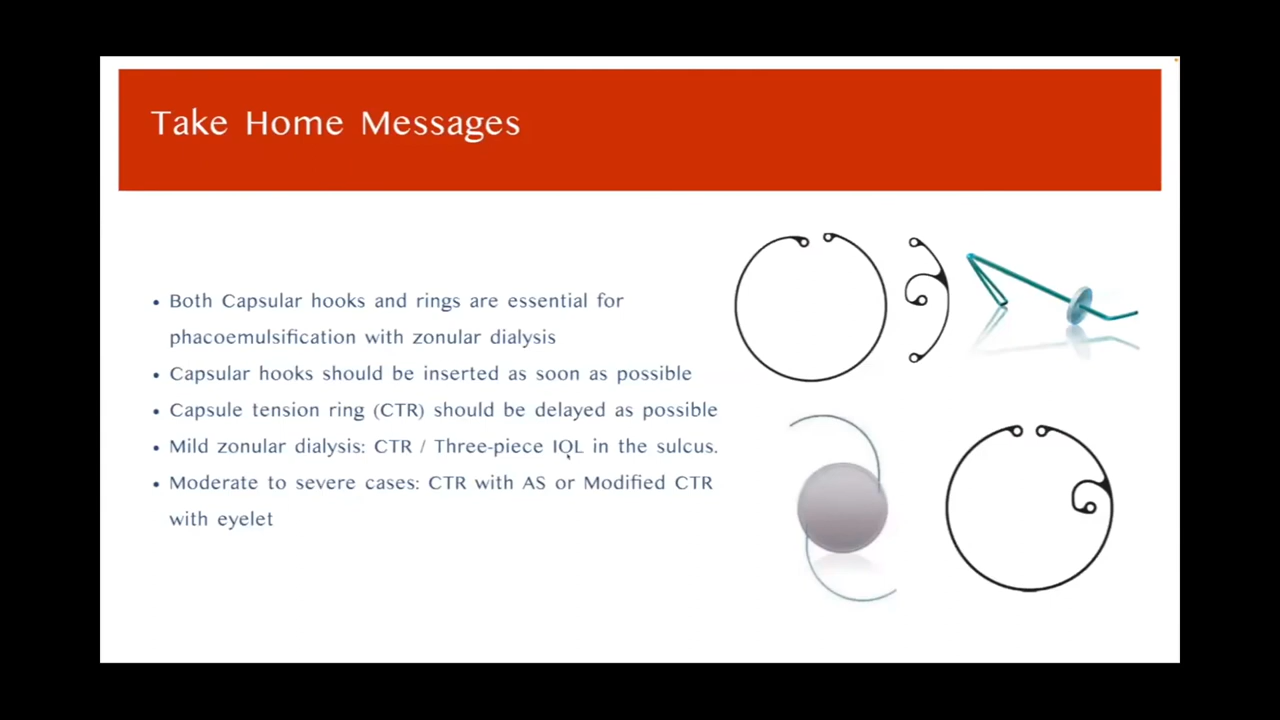 Take Home Messages
• Both Capsular hooks and rings are essential for
phacoemulsification with zonular dialysis
• Capsular hooks should be inserted as soon as possible
• Capsule tension ring (CTR) should be delayed as possible
• Mild zonular dialysis: CTR / Three-piece IOL in the sulcus.
• Moderate to severe cases: CTR with AS or Modified CTR
with eyelet